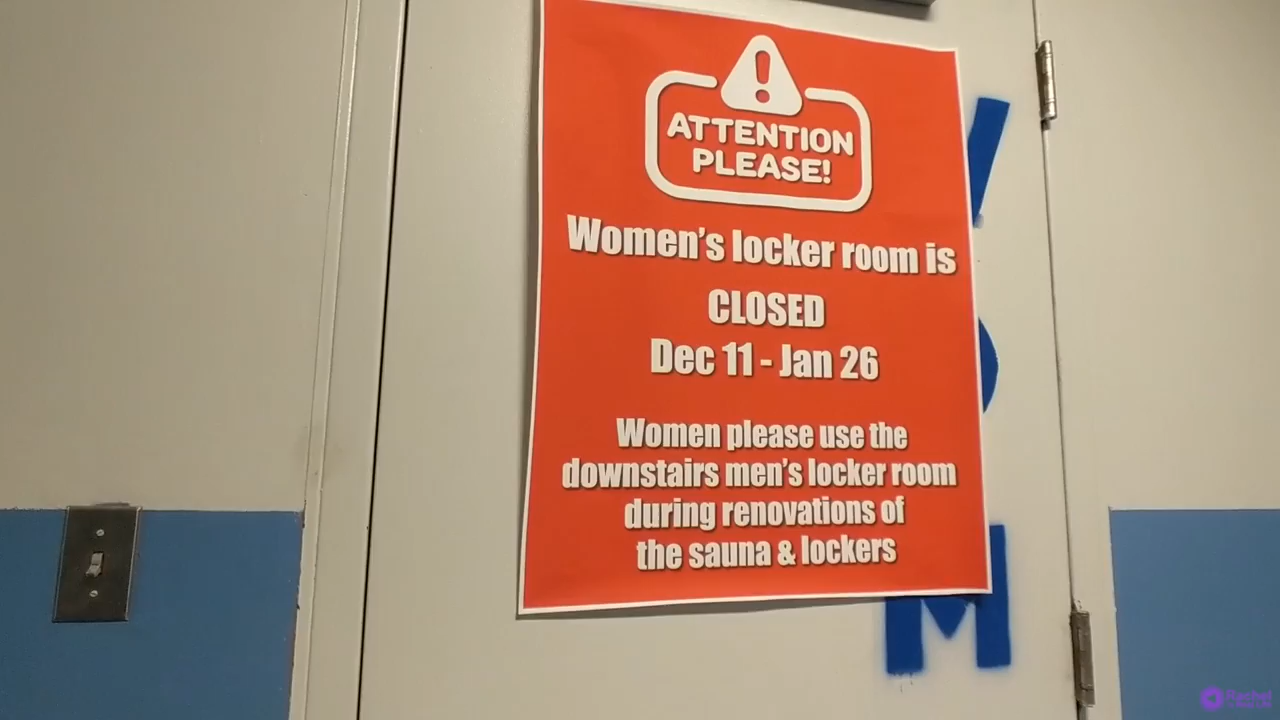 ATTENTION
PLEASE!
Women's locker room is
CLOSED
Dec 11 - Jan 26
Women please use the
downstairs men's locker room
during renovations of
the sauna & lockers
M
Rachel